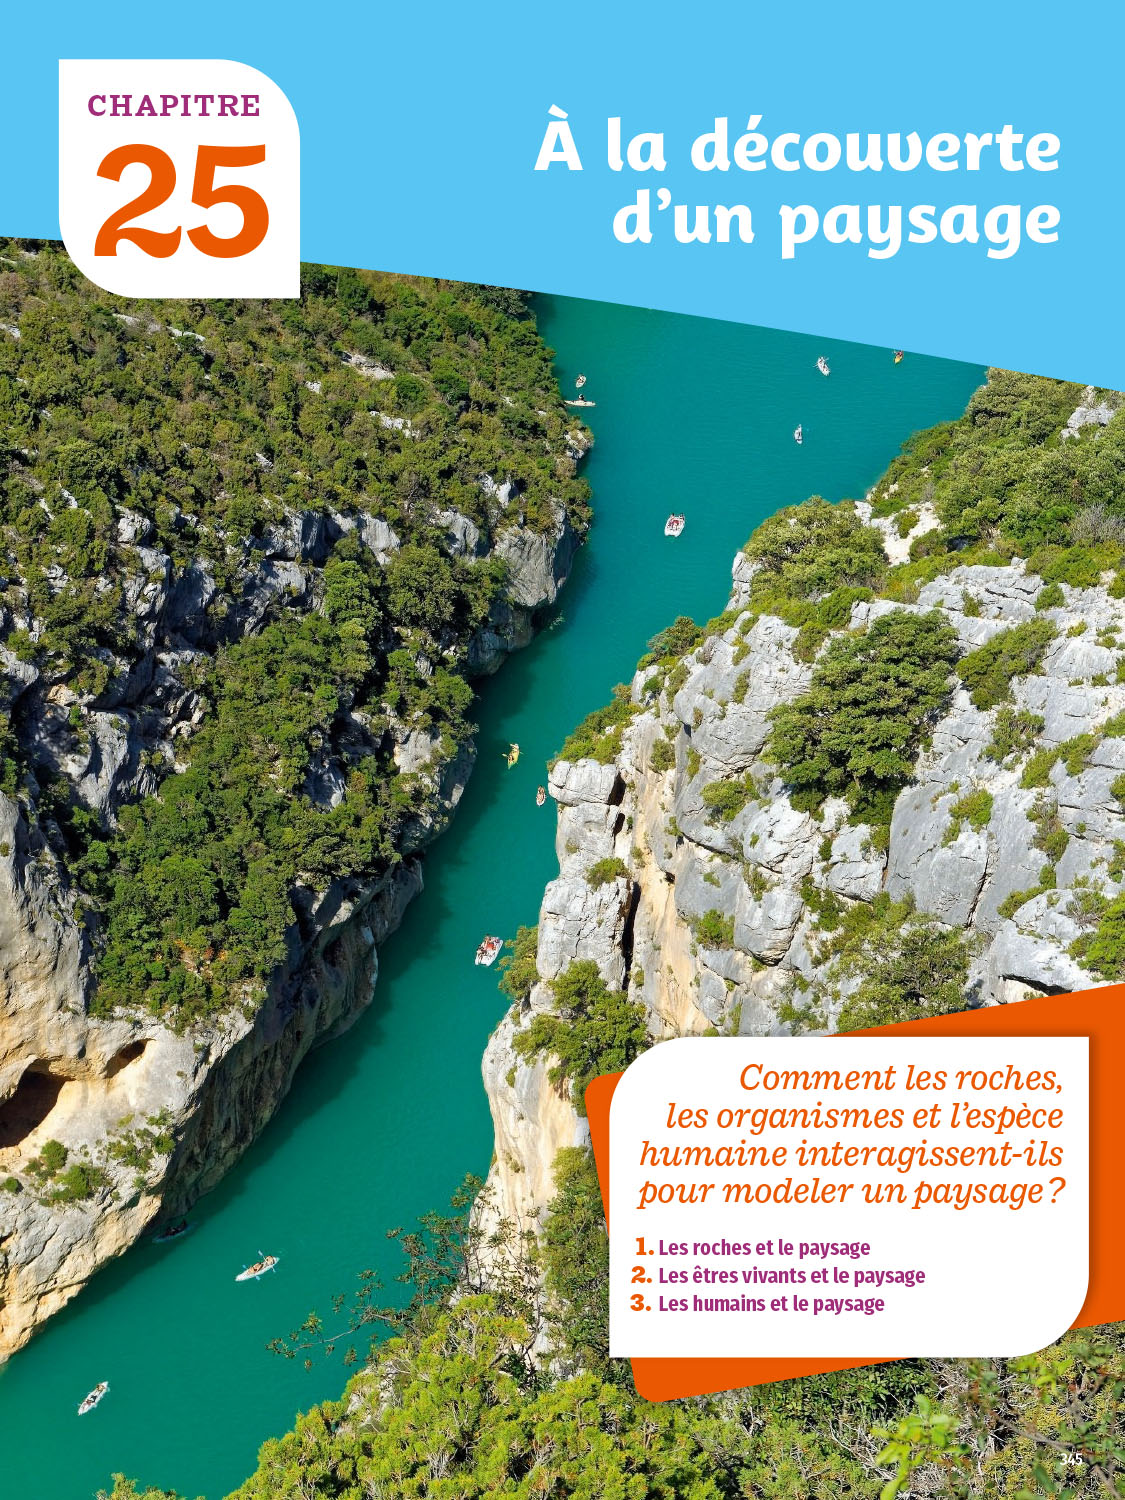 CHAPITRE
25
À la découverte
d'un paysage
Comment les roches,
les organismes et l'espèce
humaine interagissent-ils
pour modeler un paysage ?
1. Les roches et le paysage
2. Les êtres vivants et le paysage
3. Les humains et le paysage
345